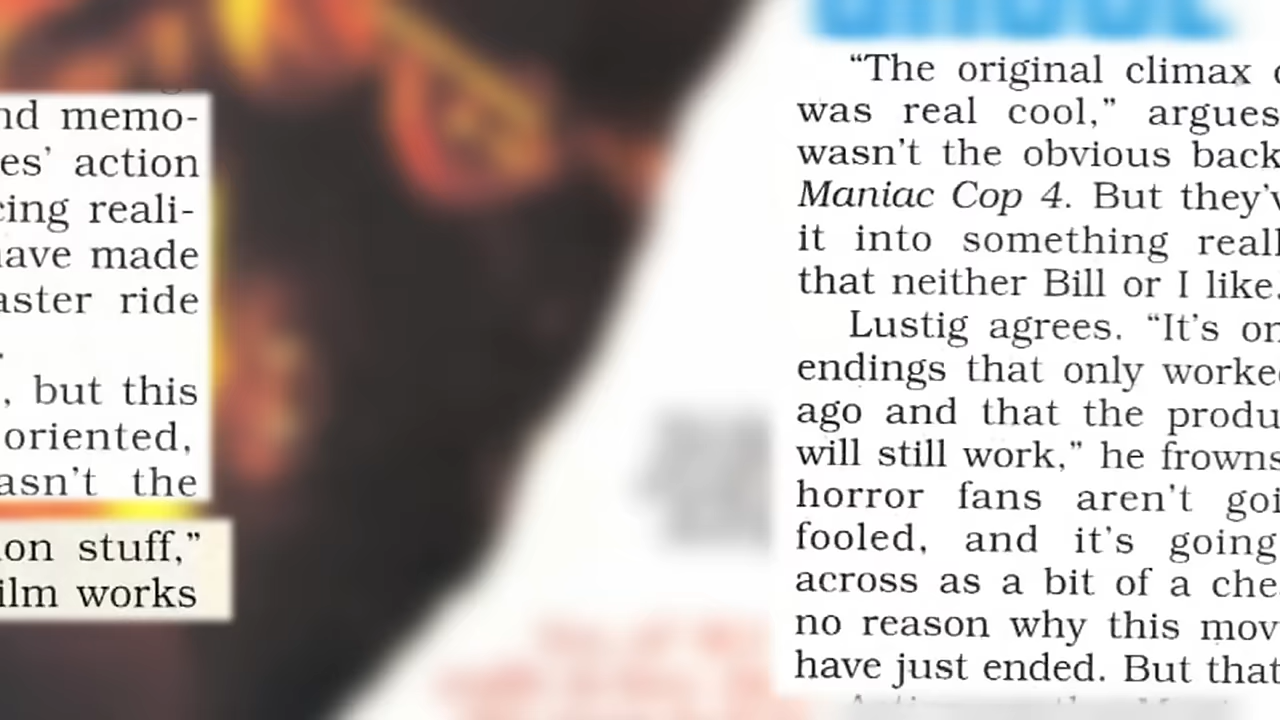 nd memo-
es' action
cing reali-
have made
aster ride
, but this
oriented,
asn't the
on stuff,"
ilm works
"The original climax
was real cool," argues
wasn't the obvious back
Maniac Cop 4. But they'v
it into something reall
that neither Bill or I like.
Lustig agrees. "It's on
endings that only worked
ago and that the produ
will still work," he frowns
horror fans aren't goi
fooled, and it's going
across as a bit of a che
no reason why this mov
have just ended. But that